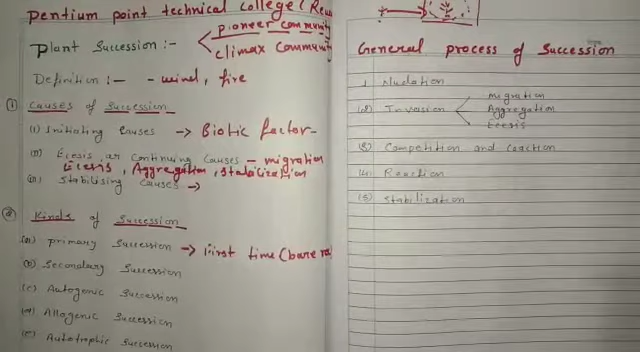 Pentium point technical college (Rewa
Plant Succession :-
pioneer community
climax community
Definition :- - wind, fire
(1) Causes of Succession
(i) Initiating Causes → Biotic factor-
(ii) Ecesis or Continuing Causes - migration
Ecesis, Aggregation, stabilization
(iii) Stabilising Causes →
(2) Kinds of Succession
(a) primary Succession → First time (bare
(b) Secondary Succession
(c) Autogenic Succession
(d) Allogenic Succession
(e) Autotrophic Succession
General process of Succession
1. Nudation
(2) Invasion
Migration
Aggregation
Ecesis
(3) Competition and Coaction
(4) Reaction
(5) Stabilization